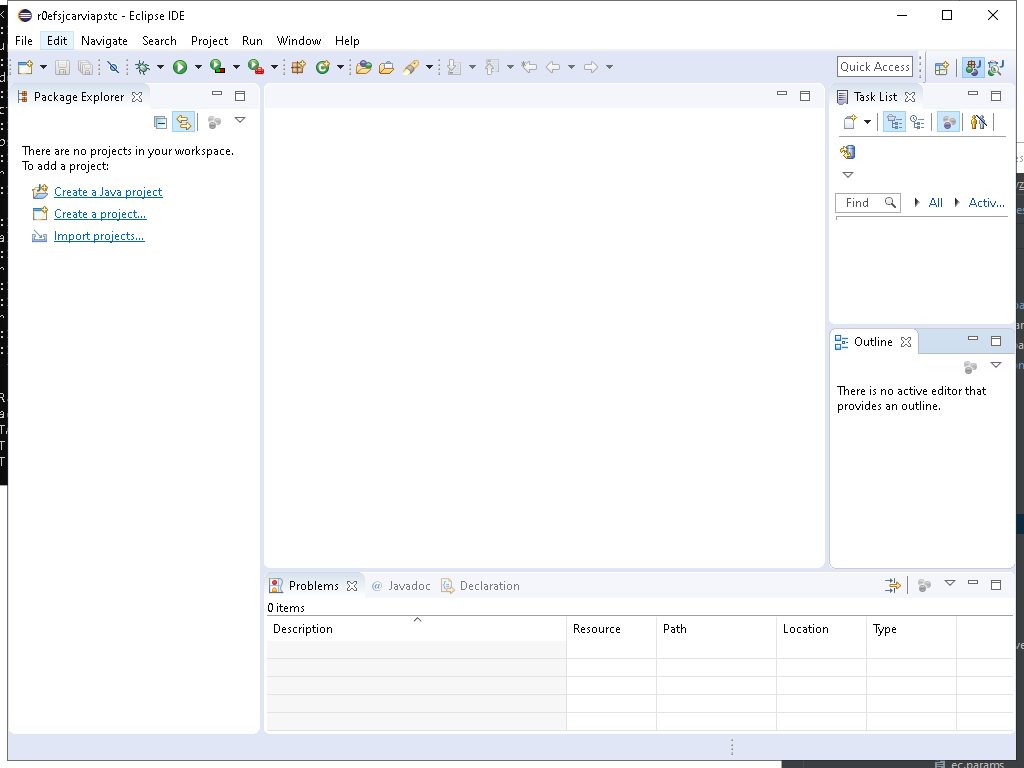 r0efsjcarviapstc - Eclipse IDE
File Edit Navigate Search Project Run Window Help
Quick Access
Package Explorer
There are no projects in your workspace.
To add a project:
Create a Java project
Create a project...
Import projects...
Task List
Find All Activ...
Outline
There is no active editor that
provides an outline.
Problems @ Javadoc Declaration
0 items
Description Resource Path Location Type
ec.params